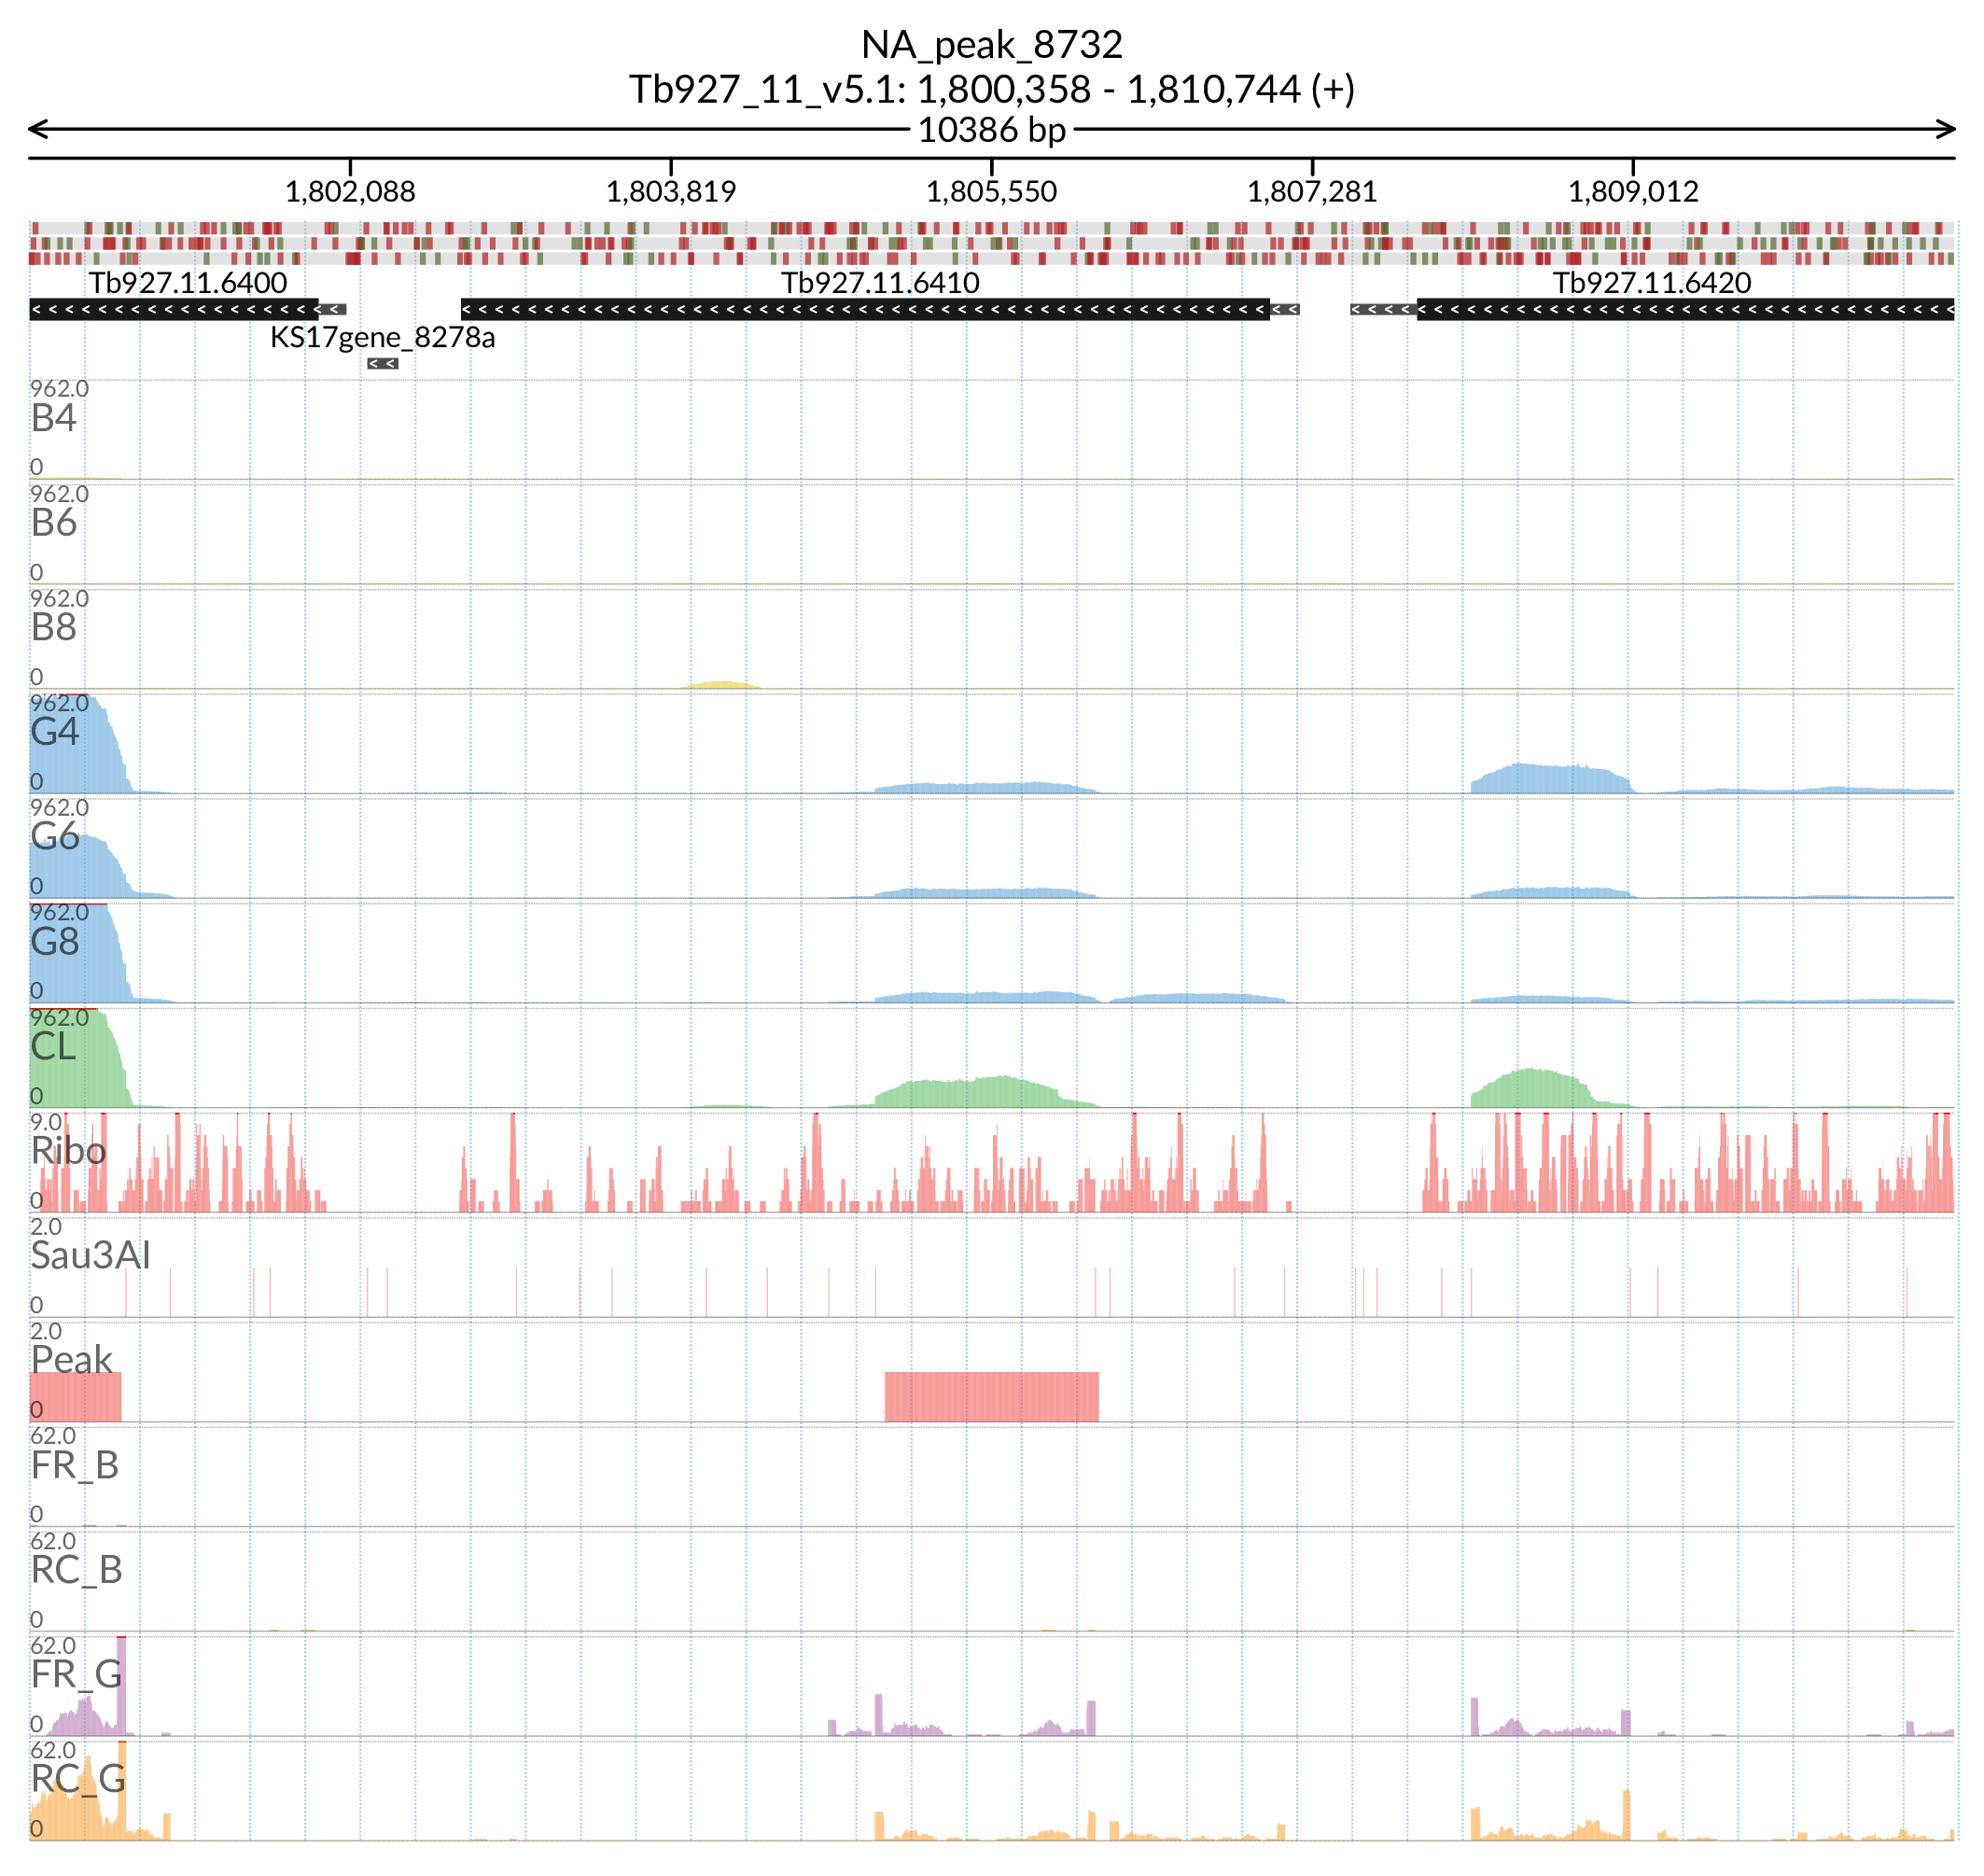 NA_peak_8732
Tb927_11_v5.1: 1,800,358 - 1,810,744 (+)
10386 bp
1,802,088 1,803,819 1,805,550 1,807,281 1,809,012
Tb927.11.6400 Tb927.11.6410 Tb927.11.6420
KS17gene_8278a
962.0
B4
0
962.0
B6
0
962.0
B8
0
962.0
G4
0
962.0
G6
0
962.0
G8
0
962.0
CL
0
9.0
Ribo
0
2.0
Sau3AI
0
2.0
Peak
0
62.0
FR_B
0
62.0
RC_B
0
62.0
FR_G
0
62.0
RC_G
0